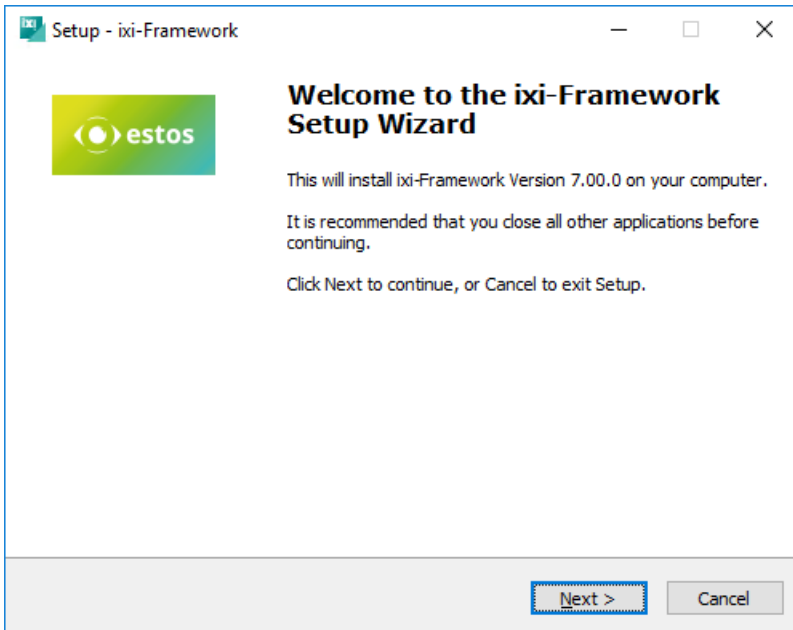 ixi
Setup - ixi-Framework
estos
Welcome to the ixi-Framework
Setup Wizard
This will install ixi-Framework Version 7.00.0 on your computer.
It is recommended that you close all other applications before
continuing.
Click Next to continue, or Cancel to exit Setup.
Next >
Cancel